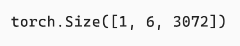 torch.Size([1, 6, 3072])